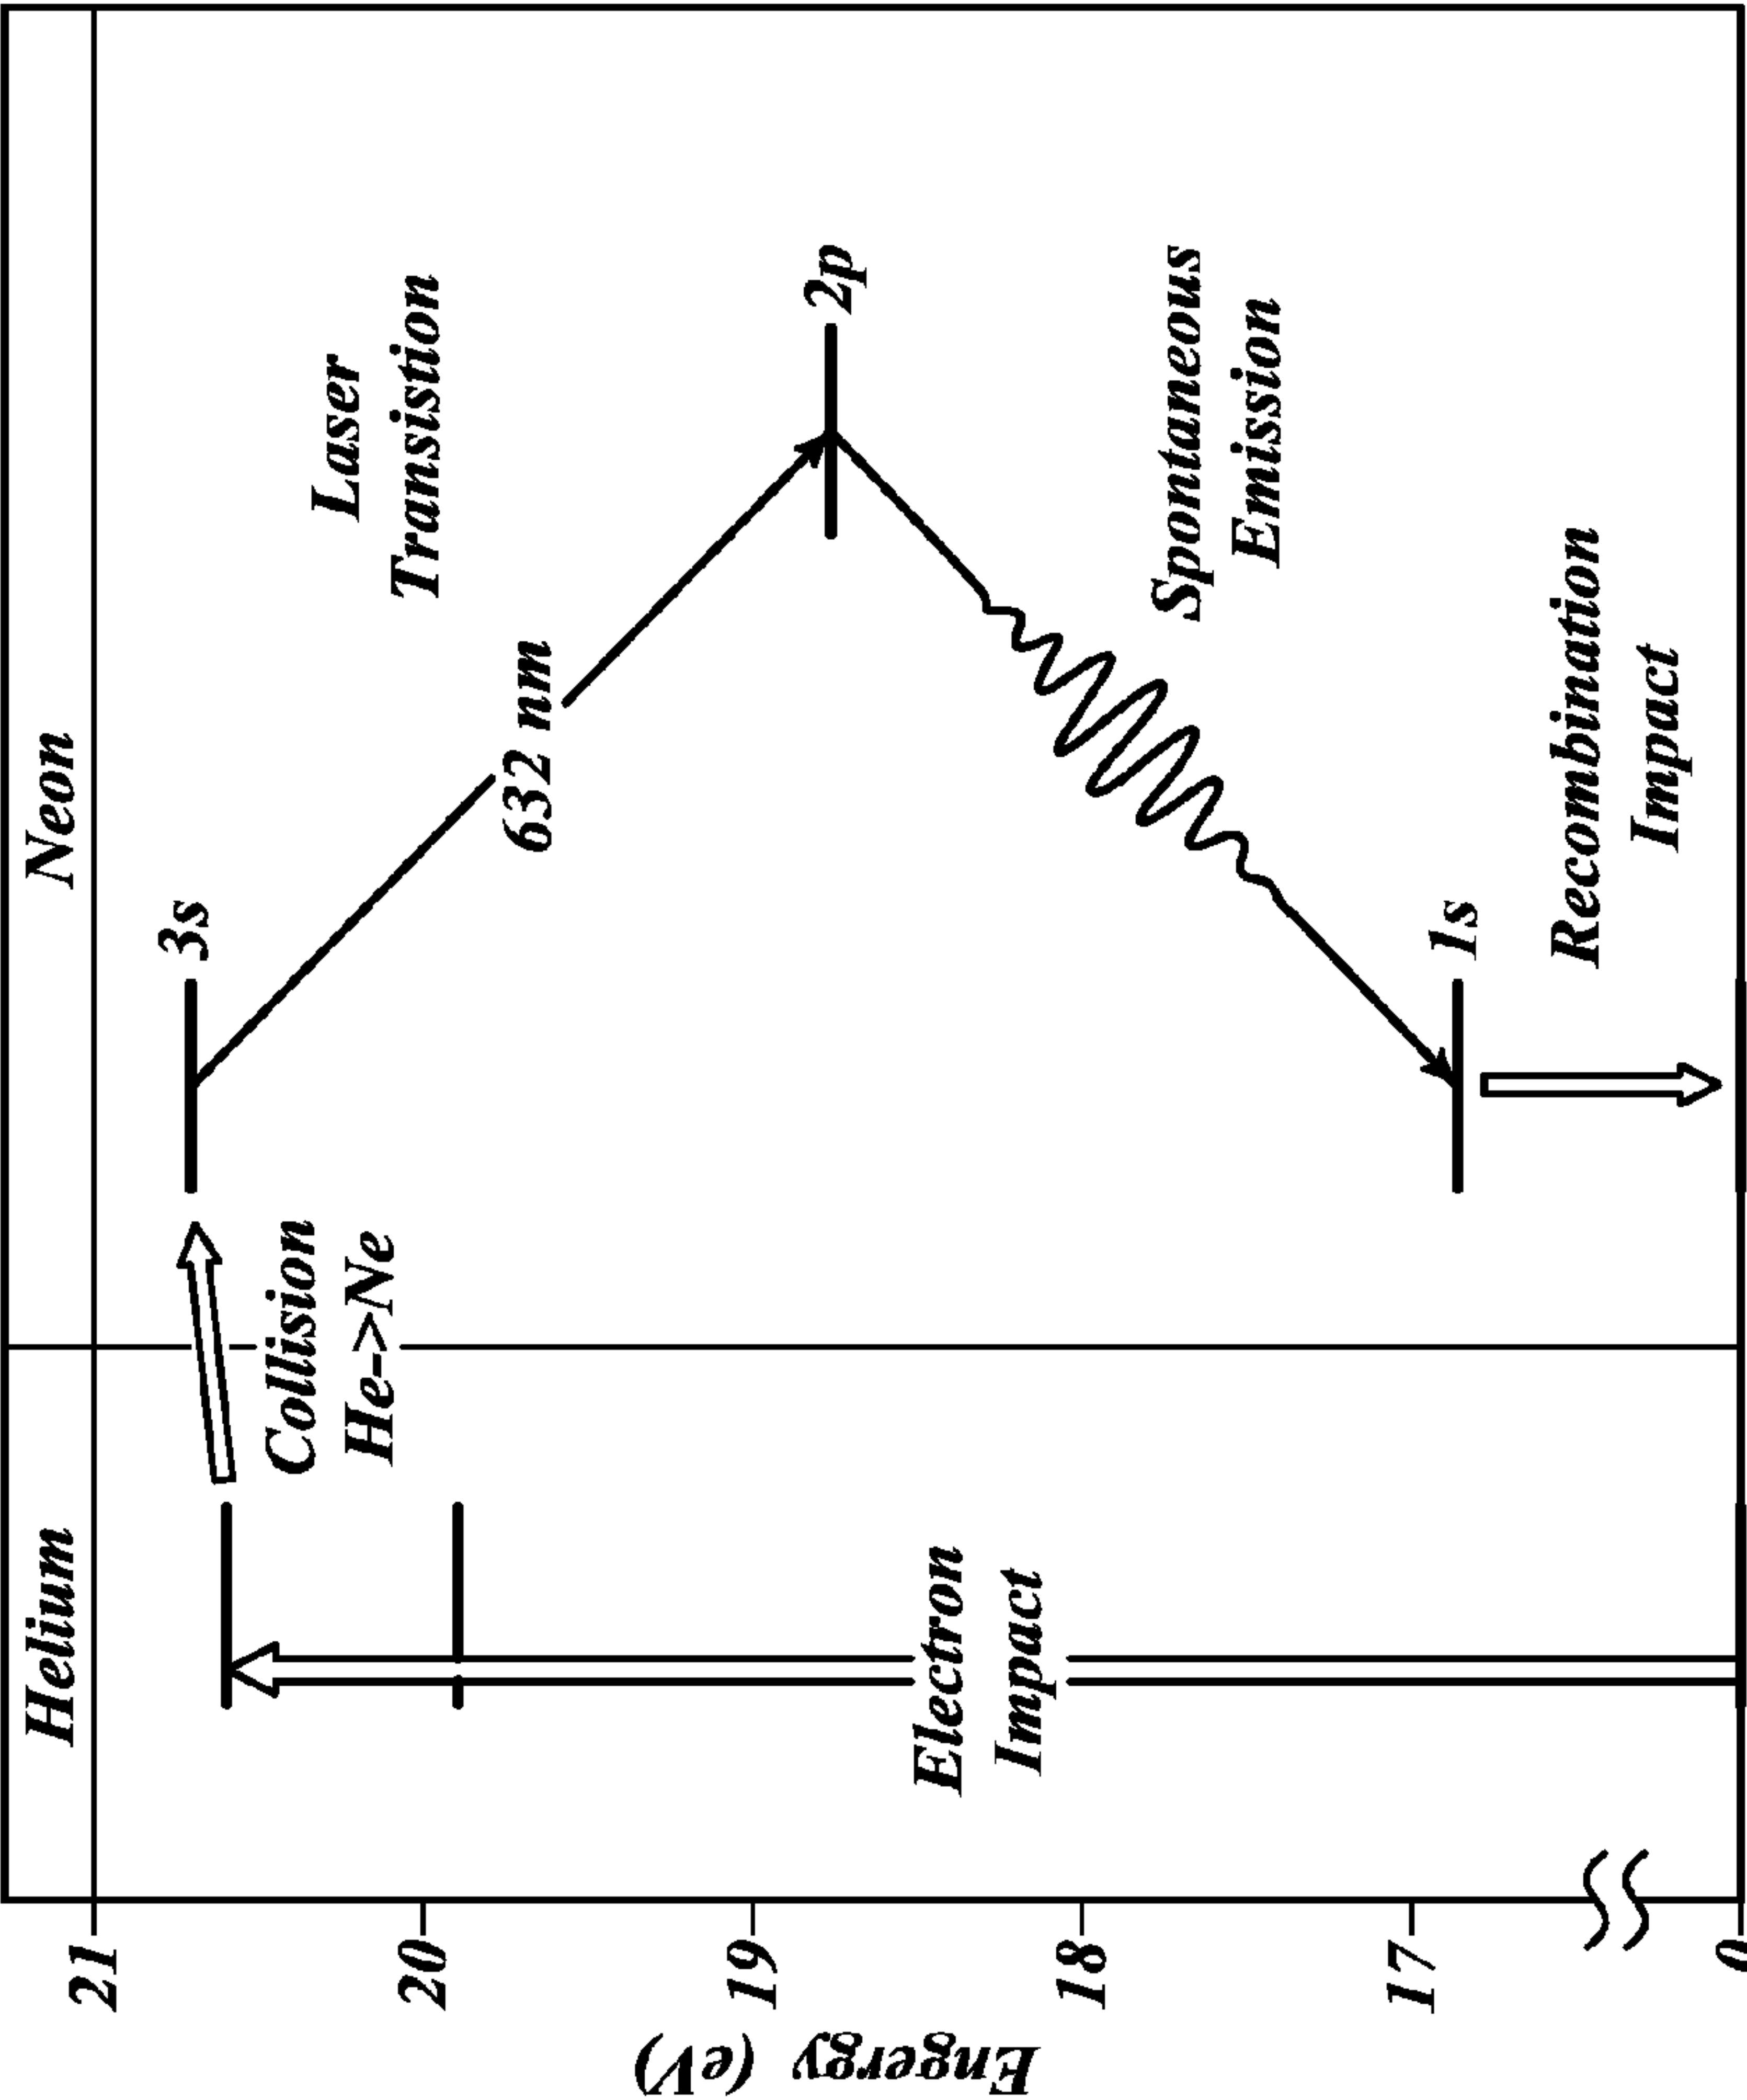 Helium
Neon
21
20
19
18
17
0
Engergy (eV)
Collision
He->Ne
3s
Laser
Transistion
632 nm
2p
Electron
Impact
Spontaneous
Emission
1s
Recombination
Impact